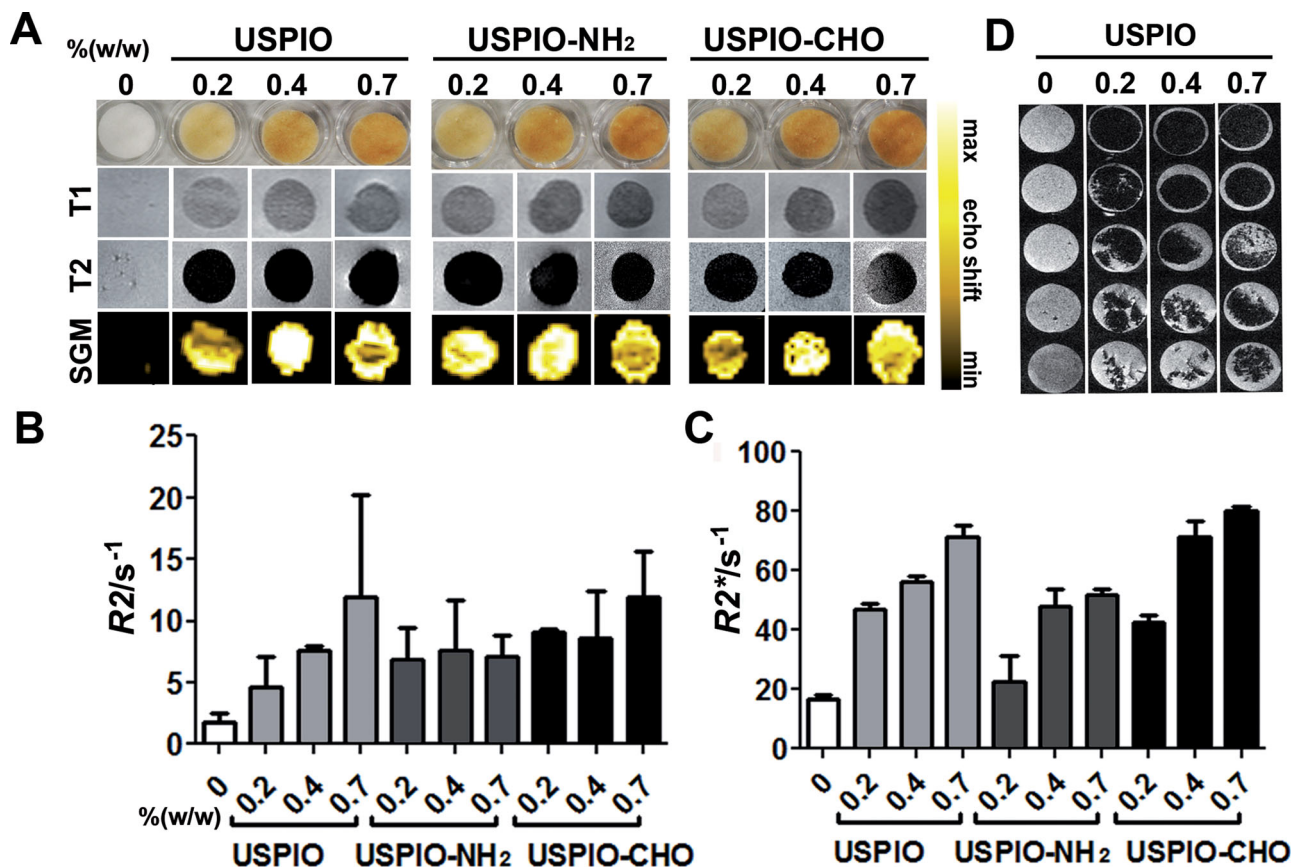 A
%(w/w)
USPIO
USPIO-NH₂
USPIO-CHO
0
0.2
0.4
0.7
0.2
0.4
0.7
0.2
0.4
0.7
T1
T2
SGM
max
echo shift
min
D
USPIO
0
0.2
0.4
0.7
B
R2/s⁻¹
25
20
15
10
5
0
0
0.2
0.4
0.7
0.2
0.4
0.7
0.2
0.4
0.7
%(w/w)
USPIO
USPIO-NH₂
USPIO-CHO
C
R2*/s⁻¹
100
80
60
40
20
0
0
0.2
0.4
0.7
0.2
0.4
0.7
0.2
0.4
0.7
USPIO
USPIO-NH₂
USPIO-CHO